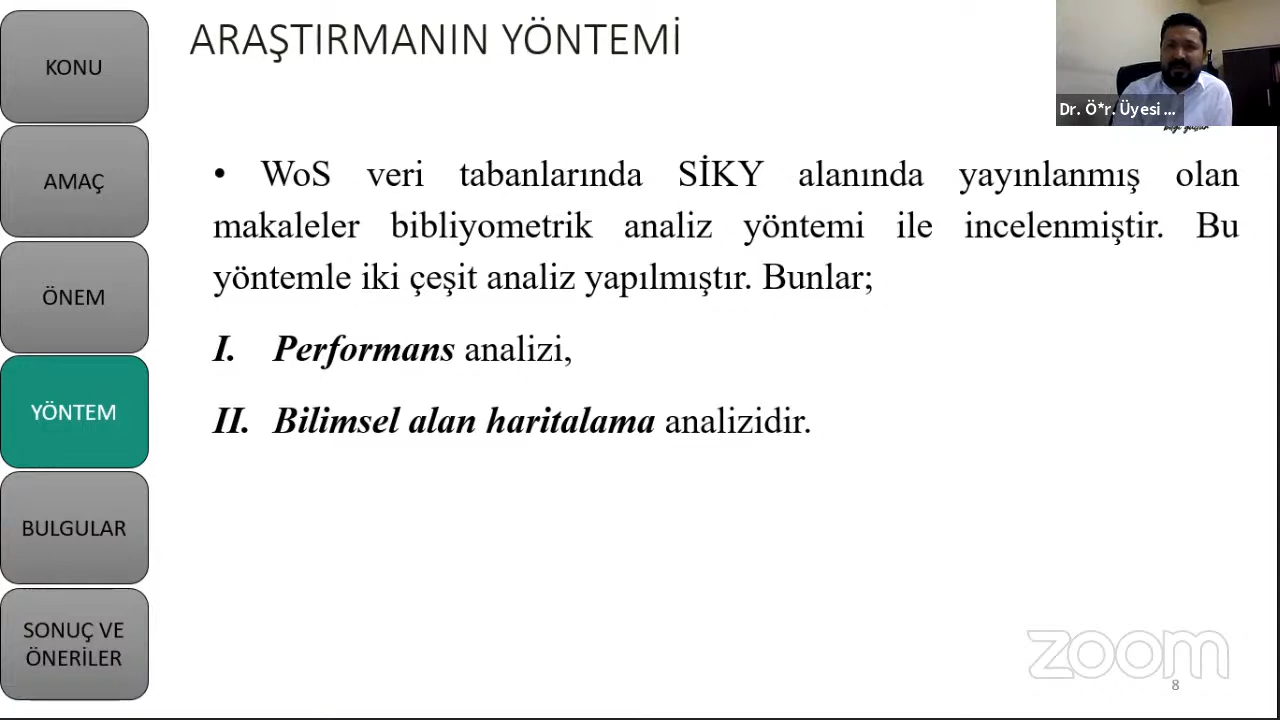 ARAŞTIRMANIN YÖNTEMİ
KONU
AMAÇ
ÖNEM
YÖNTEM
BULGULAR
SONUÇ VE
ÖNERİLER
Dr. Ö*r. Üyesi ...
• WoS veri tabanlarında SİKY alanında yayınlanmış olan
makaleler bibliyometrik analiz yöntemi ile incelenmiştir. Bu
yöntemle iki çeşit analiz yapılmıştır. Bunlar;
I. Performans analizi,
II. Bilimsel alan haritalama analizidir.
zoom
8